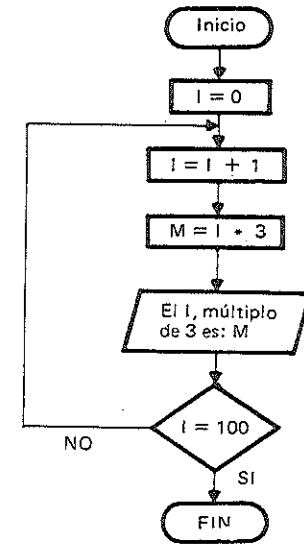 Inicio
I = 0
I = I + 1
M = I * 3
El I, múltiplo
de 3 es: M
I = 100
NO
SI
FIN